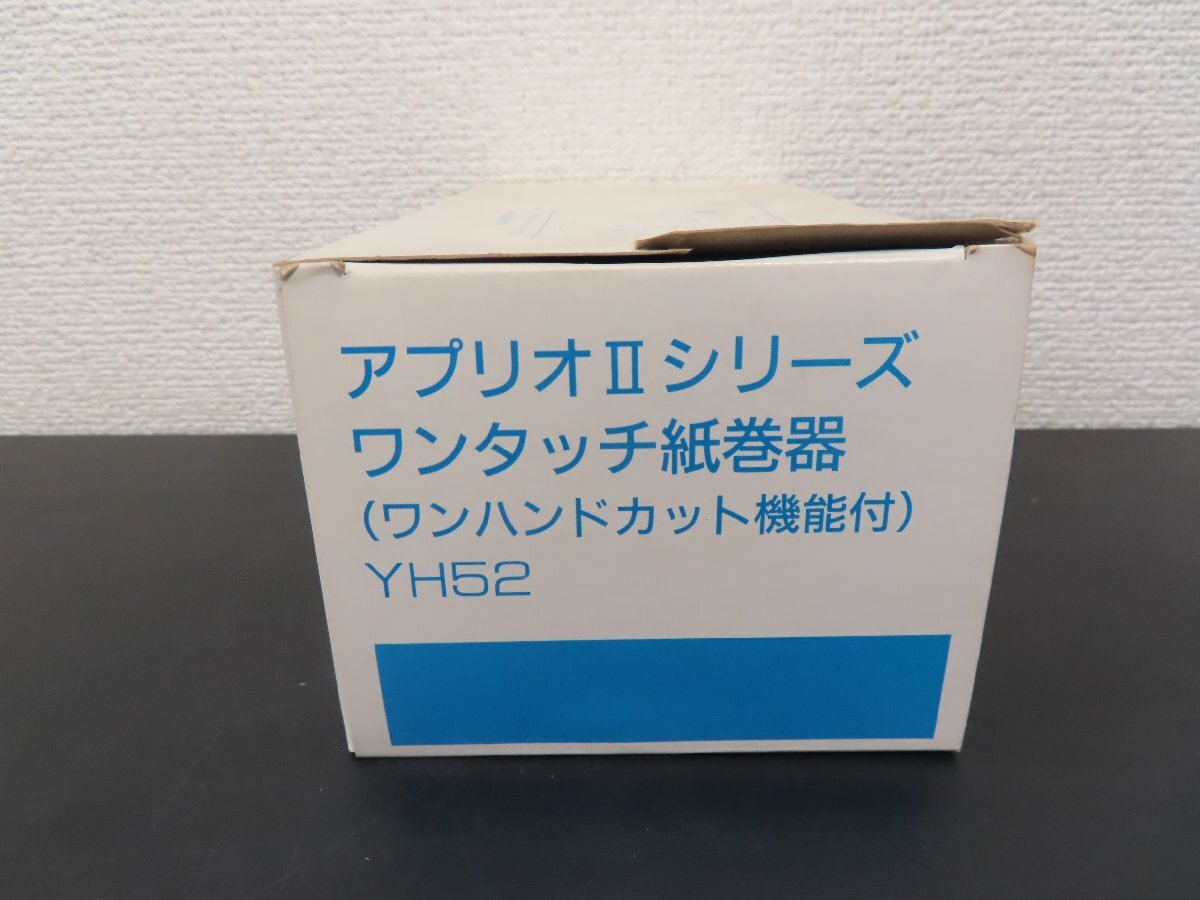 アプリオⅡシリーズ
ワンタッチ紙巻器
（ワンハンドカット機能付）
YH52